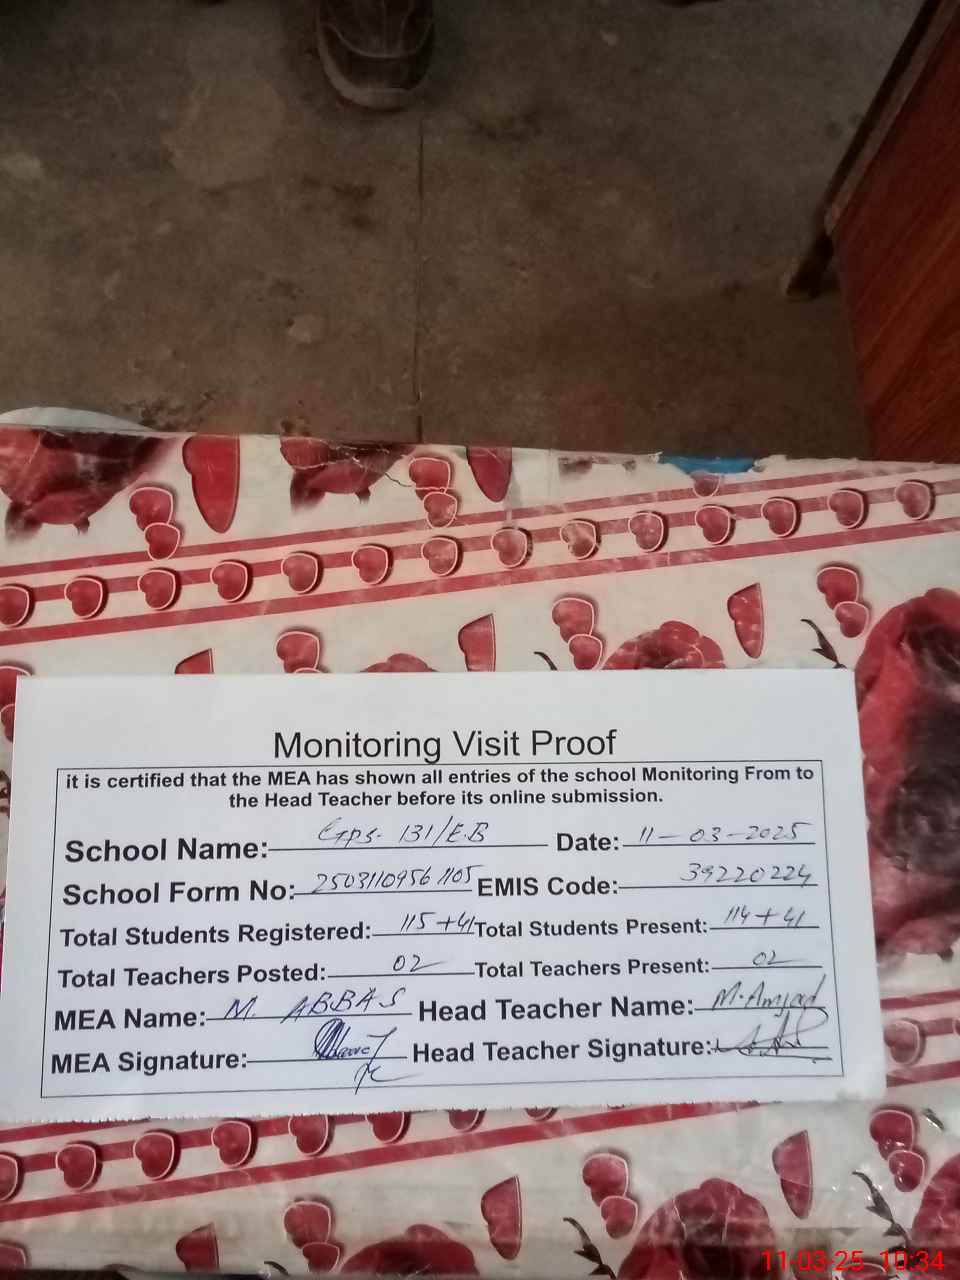 Monitoring Visit Proof
it is certified that the MEA has shown all entries of the school Monitoring From to
the Head Teacher before its online submission.
School Name: GPS. 131/E.B Date: 11-03-2025
School Form No: 25031109561105 EMIS Code: 39220224
Total Students Registered: 115+41 Total Students Present: 114+41
Total Teachers Posted: 02 Total Teachers Present: 02
MEA Name: M. ABBAS Head Teacher Name: M. Amjad
MEA Signature: Head Teacher Signature:
11-03-25 10:34